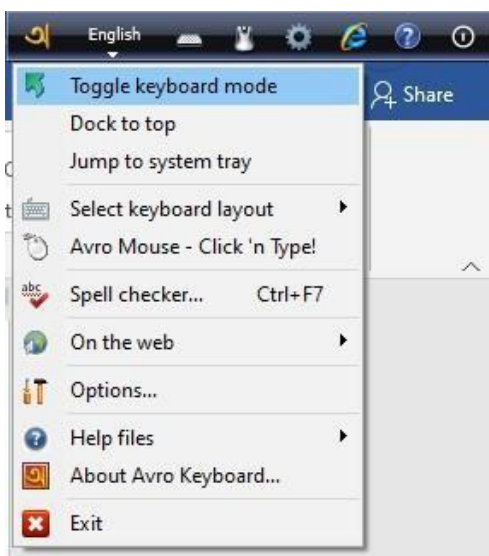 অ English
Share
Toggle keyboard mode
Dock to top
Jump to system tray
Select keyboard layout
Avro Mouse - Click 'n Type!
abc
Spell checker... Ctrl+F7
On the web
Options...
Help files
About Avro Keyboard...
Exit